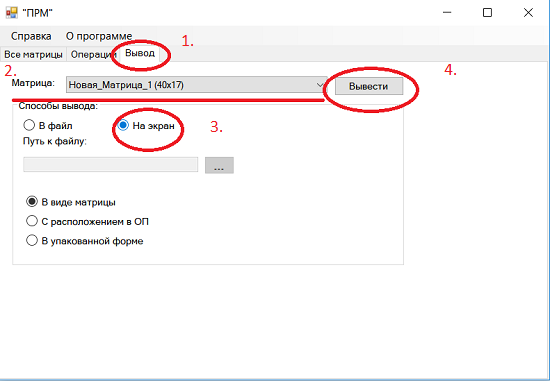 "ПРМ"
Справка О программе
1.
Все матрицы Операции Вывод
2.
4.
Матрица: Новая_Матрица_1 (40x17) Вывести
Способы вывода:
В файл На экран 3.
Путь к файлу:
...
В виде матрицы
С расположением в ОП
В упакованной форме